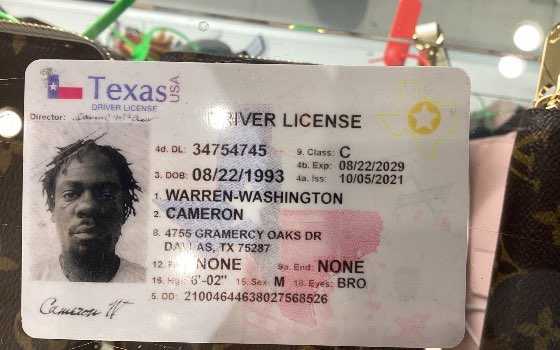 Texas USA
DRIVER LICENSE
Director:
DRIVER LICENSE
4d. DL: 34754745 9. Class: C
4b. Exp: 08/22/2029
3. DOB: 08/22/1993 4a. Iss: 10/05/2021
1. WARREN-WASHINGTON
2. CAMERON
8. 4755 GRAMERCY OAKS DR
DALLAS, TX 75287
12. NONE 9a. End: NONE
16. Hgt: 6'-02" 15. Sex: M 18. Eyes: BRO
5. DD: 21004644638027568526
Cameron W